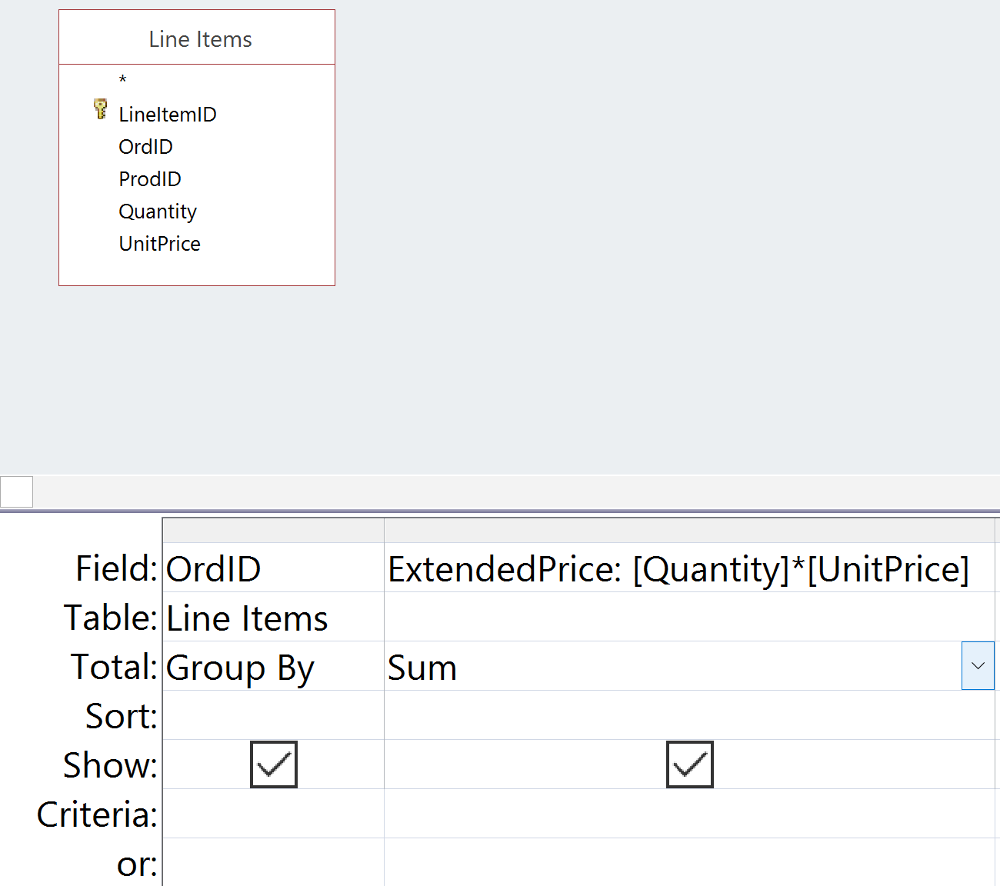 Line Items
*
LineItemID
OrdID
ProdID
Quantity
UnitPrice
Field: OrdID ExtendedPrice: [Quantity]*[UnitPrice]
Table: Line Items
Total: Group By Sum
Sort:
Show:
Criteria:
or: